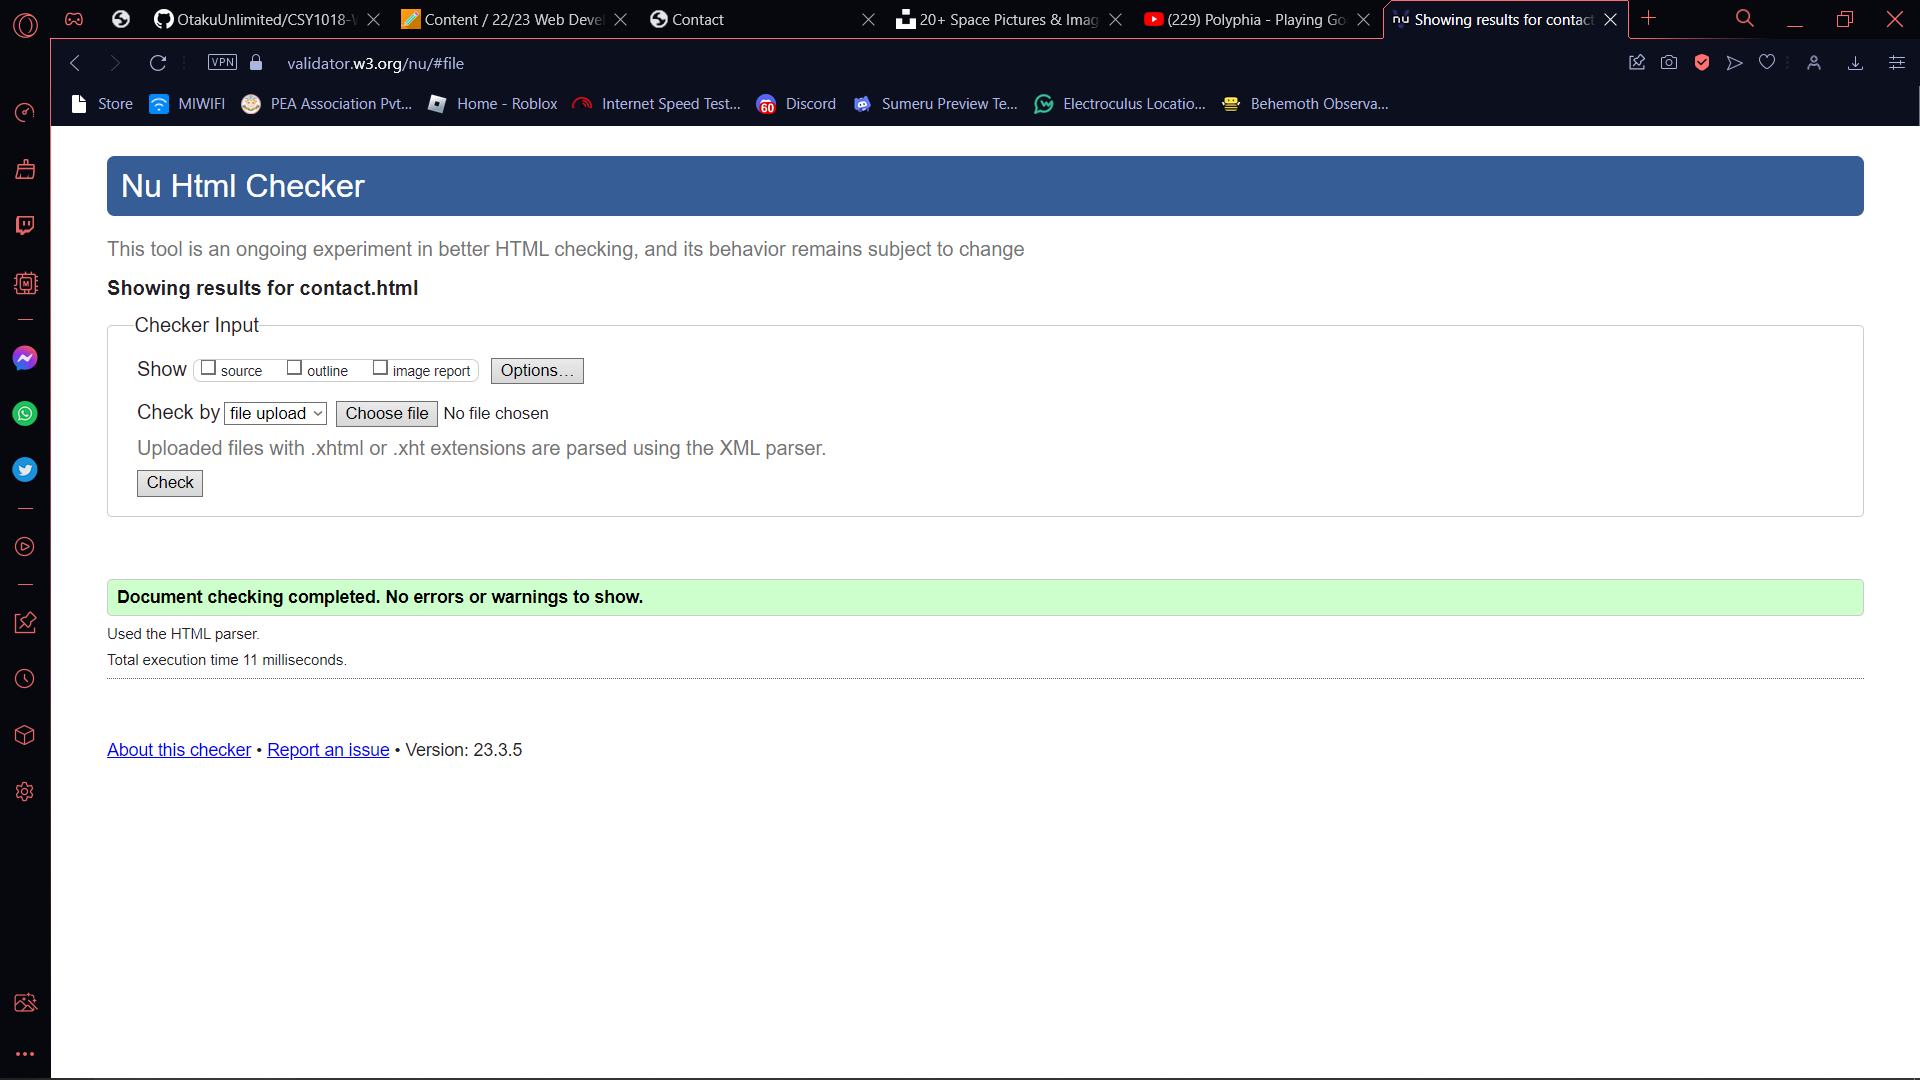 OtakuUnlimited/CSY1018-
Content / 22/23 Web Deve
Contact
20+ Space Pictures & Imag
(229) Polyphia - Playing Go
nu Showing results for contact
VPN validator.w3.org/nu/#file
Store MIWIFI PEA Association Pvt... Home - Roblox Internet Speed Test... 60 Discord Sumeru Preview Te... Electroculus Locatio... Behemoth Observa...
Nu Html Checker
This tool is an ongoing experiment in better HTML checking, and its behavior remains subject to change
Showing results for contact.html
Checker Input
Show source outline image report Options...
Check by file upload Choose file No file chosen
Uploaded files with .xhtml or .xht extensions are parsed using the XML parser.
Check
Document checking completed. No errors or warnings to show.
Used the HTML parser.
Total execution time 11 milliseconds.
About this checker • Report an issue • Version: 23.3.5